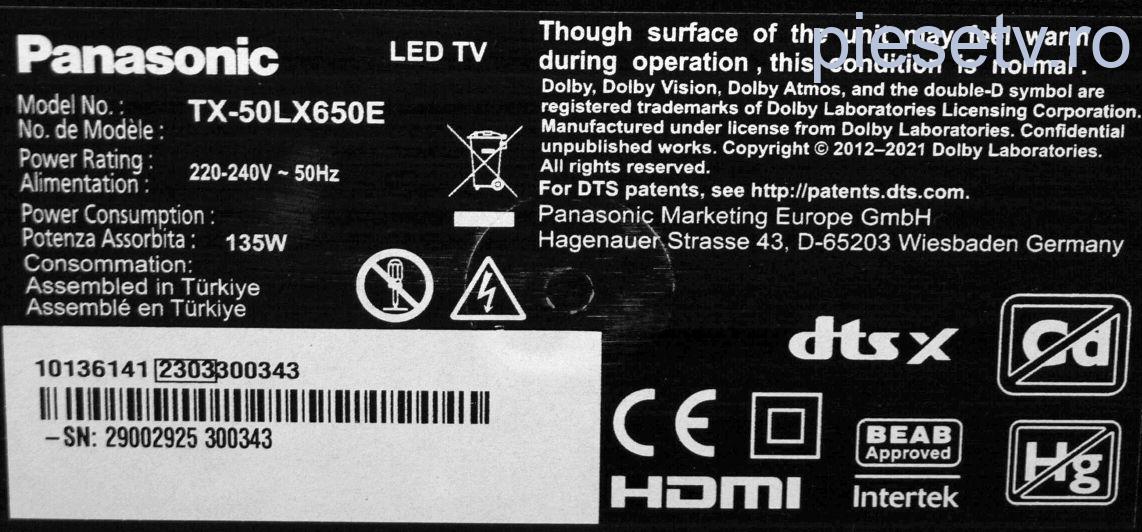 Panasonic
LED TV
Model No. :
No. de Modèle :
TX-50LX650E
Power Rating :
Alimentation :
220-240V ~ 50Hz
Power Consumption :
Potenza Assorbita :
135W
Consommation:
Assembled in Türkiye
Assemblé en Türkiye
Though surface of the unit may feel warm
during operation , this condition is normal .
piesetv.ro
Dolby, Dolby Vision, Dolby Atmos, and the double-D symbol are
registered trademarks of Dolby Laboratories Licensing Corporation.
Manufactured under license from Dolby Laboratories. Confidential
unpublished works. Copyright © 2012–2021 Dolby Laboratories.
All rights reserved.
For DTS patents, see http://patents.dts.com.
Panasonic Marketing Europe GmbH
Hagenauer Strasse 43, D-65203 Wiesbaden Germany
10136141 2303300343
–SN: 29002925 300343
dts X
Cd
CE
BEAB
Approved
Intertek
Hg
HDMI